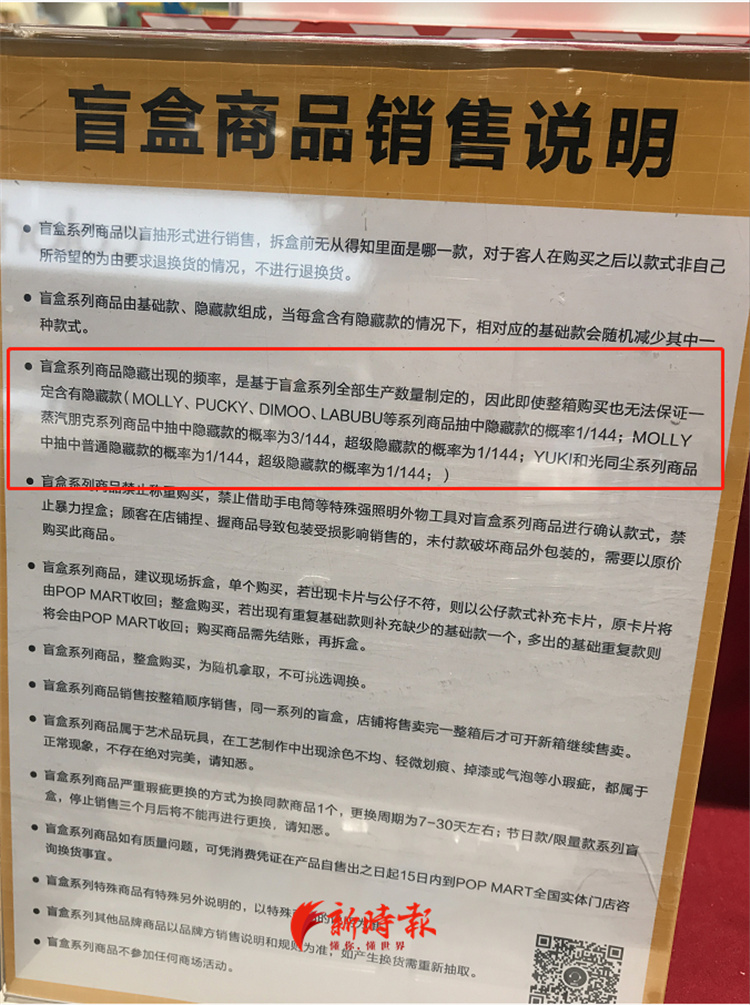 盲盒商品销售说明
● 盲盒系列商品以盲抽形式进行销售，拆盒前无从得知里面是哪一款，对于客人在购买之后以款式非自己
所希望的为由要求退换货的情况，不进行退换货。
● 盲盒系列商品由基础款、隐藏款组成，当每盒含有隐藏款的情况下，相对应的基础款会随机减少其中一
种款式。
● 盲盒系列商品隐藏出现的频率，是基于盲盒系列全部生产数量制定的，因此即使整箱购买也无法保证一
定含有隐藏款（MOLLY、PUCKY、DIMOO、LABUBU等系列商品抽中隐藏款的概率1/144；MOLLY
蒸汽朋克系列商品中抽中隐藏款的概率为3/144，超级隐藏款的概率为1/144；YUKI和光同尘系列商品
中抽中普通隐藏款的概率为1/144，超级隐藏款的概率为1/144；）
● 盲盒系列商品禁止称重购买，禁止借助手电筒等特殊强照明外物工具对盲盒系列商品进行确认款式，禁
止暴力捏盒；顾客在店铺捏、握商品导致包装受损影响销售的，未付款破坏商品外包装的，需要以原价
购买此商品。
● 盲盒系列商品，建议现场拆盒，单个购买，若出现卡片与公仔不符，则以公仔款式补充卡片，原卡片将
由POP MART收回；整盒购买，若出现有重复基础款则补充缺少的基础款一个，多出的基础重复款则
将会由POP MART收回；购买商品需先结账，再拆盒。
● 盲盒系列商品，整盒购买，为随机拿取，不可挑选调换。
● 盲盒系列商品销售按整箱顺序销售，同一系列的盲盒，店铺将售卖完一整箱后才可开新箱继续售卖。
● 盲盒系列商品属于艺术品玩具，在工艺制作中出现涂色不均、轻微划痕、掉漆或气泡等小瑕疵，都属于
正常现象，不存在绝对完美，请知悉。
● 盲盒系列商品严重瑕疵更换的方式为换同款商品1个，更换周期为7-30天左右；节日款/限量款系列盲
盒，停止销售三个月后将不能再进行更换，请知悉。
● 盲盒系列商品如有质量问题，可凭消费凭证在产品自售出之日起15日内到POP MART全国实体门店咨
询换货事宜。
● 盲盒系列特殊商品有特殊另外说明的，以特殊
● 盲盒系列其他品牌商品以品牌方销售说明和规则为准，如产生换货需重新抽取。
● 盲盒系列商品不参加任何商场活动。
新時報
懂你·懂世界